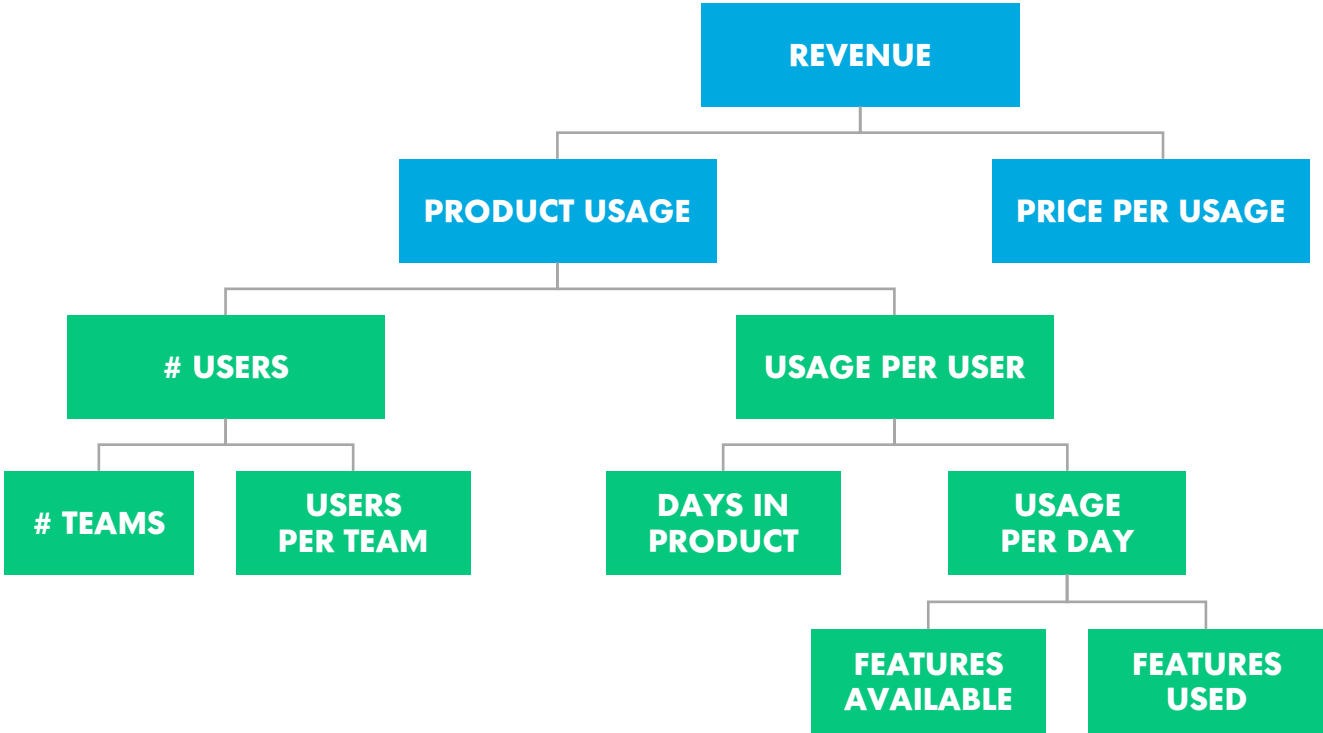 REVENUE
PRODUCT USAGE
PRICE PER USAGE
# USERS
USAGE PER USER
# TEAMS
USERS
PER TEAM
DAYS IN
PRODUCT
USAGE
PER DAY
FEATURES
AVAILABLE
FEATURES
USED